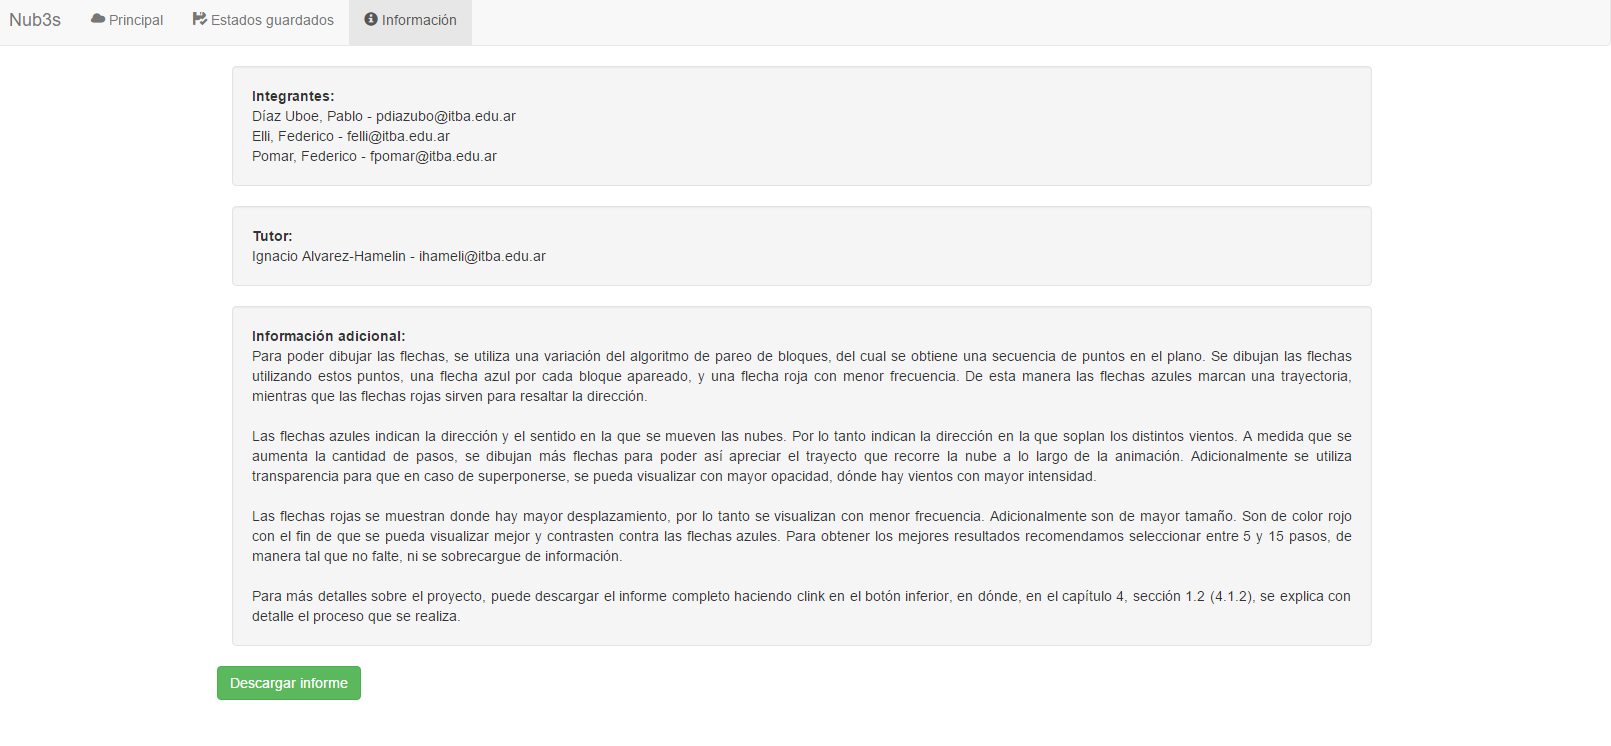 Nub3s Principal Estados guardados Información
Integrantes:
Díaz Uboe, Pablo - pdiazubo@itba.edu.ar
Elli, Federico - felli@itba.edu.ar
Pomar, Federico - fpomar@itba.edu.ar
Tutor:
Ignacio Alvarez-Hamelin - ihameli@itba.edu.ar
Información adicional:
Para poder dibujar las flechas, se utiliza una variación del algoritmo de pareo de bloques, del cual se obtiene una secuencia de puntos en el plano. Se dibujan las flechas
utilizando estos puntos, una flecha azul por cada bloque apareado, y una flecha roja con menor frecuencia. De esta manera las flechas azules marcan una trayectoria,
mientras que las flechas rojas sirven para resaltar la dirección.
Las flechas azules indican la dirección y el sentido en la que se mueven las nubes. Por lo tanto indican la dirección en la que soplan los distintos vientos. A medida que se
aumenta la cantidad de pasos, se dibujan más flechas para poder así apreciar el trayecto que recorre la nube a lo largo de la animación. Adicionalmente se utiliza
transparencia para que en caso de superponerse, se pueda visualizar con mayor opacidad, dónde hay vientos con mayor intensidad.
Las flechas rojas se muestran donde hay mayor desplazamiento, por lo tanto se visualizan con menor frecuencia. Adicionalmente son de mayor tamaño. Son de color rojo
con el fin de que se pueda visualizar mejor y contrasten contra las flechas azules. Para obtener los mejores resultados recomendamos seleccionar entre 5 y 15 pasos, de
manera tal que no falte, ni se sobrecargue de información.
Para más detalles sobre el proyecto, puede descargar el informe completo haciendo clink en el botón inferior, en dónde, en el capítulo 4, sección 1.2 (4.1.2), se explica con
detalle el proceso que se realiza.
Descargar informe